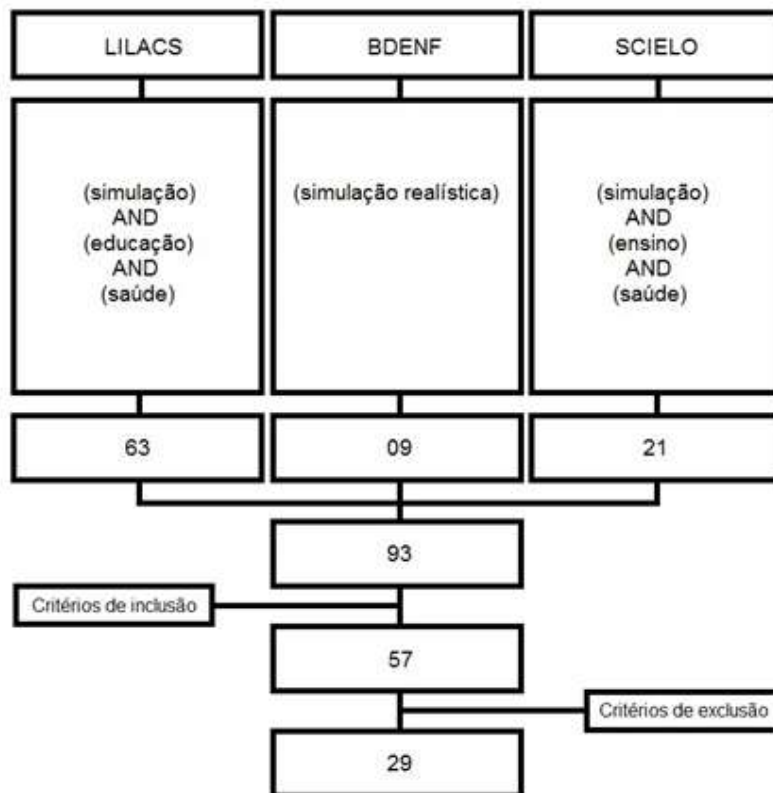 LILACS
BDENF
SCIELO
(simulação)
AND
(educação)
AND
(saúde)
(simulação realística)
(simulação)
AND
(ensino)
AND
(saúde)
63
09
21
93
Critérios de inclusão
57
Critérios de exclusão
29